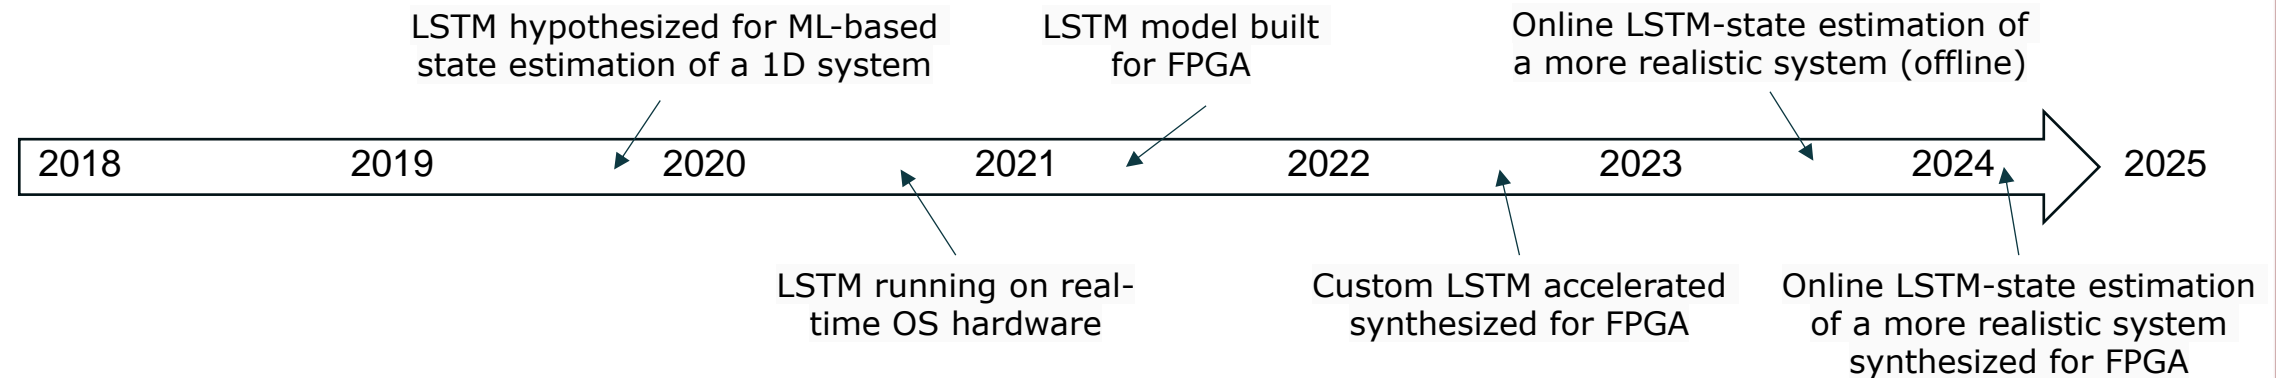 LSTM hypothesized for ML-based
state estimation of a 1D system
LSTM model built
for FPGA
Online LSTM-state estimation of
a more realistic system (offline)
2018 2019 2020 2021 2022 2023 2024 2025
LSTM running on real-
time OS hardware
Custom LSTM accelerated
synthesized for FPGA
Online LSTM-state estimation
of a more realistic system
synthesized for FPGA